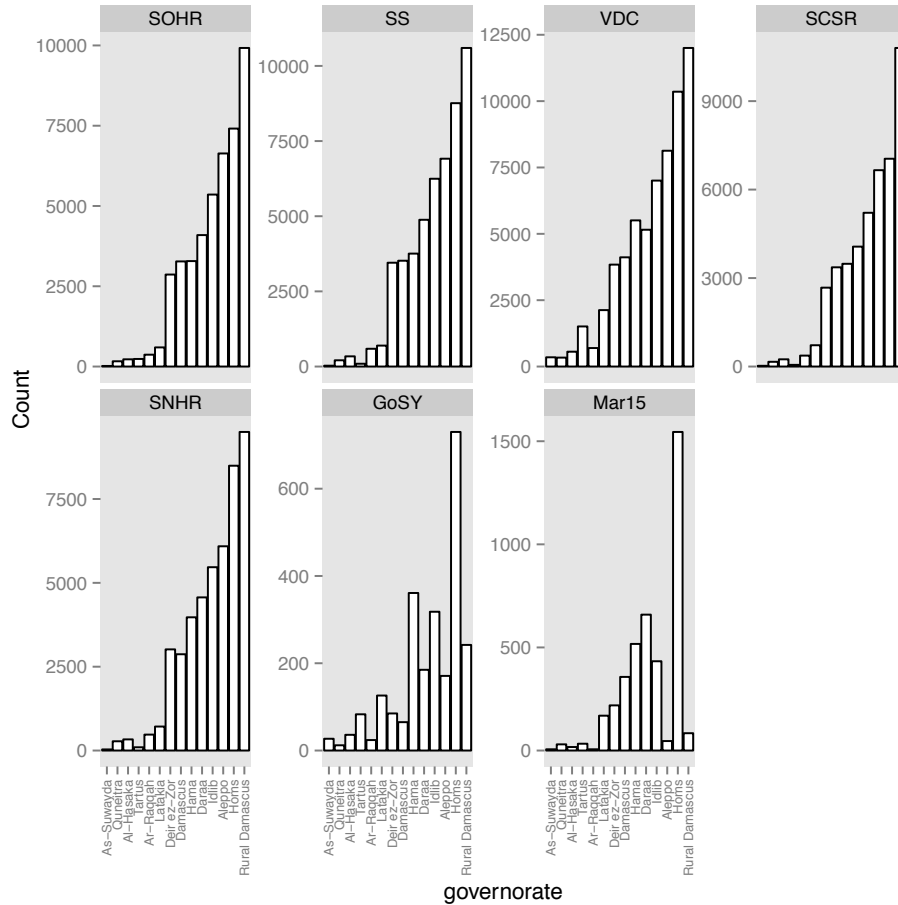 SOHR
SS
VDC
SCSR
10000
7500
5000
2500
0
10000
7500
5000
2500
0
12500
10000
7500
5000
2500
0
9000
6000
3000
0
Count
SNHR
GoSY
Mar15
7500
5000
2500
0
600
400
200
0
1500
1000
500
0
As−Suwayda
Quneitra
Al−Hasaka
Tartus
Ar−Raqqah
Latakia
Deir ez−Zor
Damascus
Hama
Daraa
Idlib
Aleppo
Homs
Rural Damascus
As−Suwayda
Quneitra
Al−Hasaka
Tartus
Ar−Raqqah
Latakia
Deir ez−Zor
Damascus
Hama
Daraa
Idlib
Aleppo
Homs
Rural Damascus
As−Suwayda
Quneitra
Al−Hasaka
Tartus
Ar−Raqqah
Latakia
Deir ez−Zor
Damascus
Hama
Daraa
Idlib
Aleppo
Homs
Rural Damascus
governorate